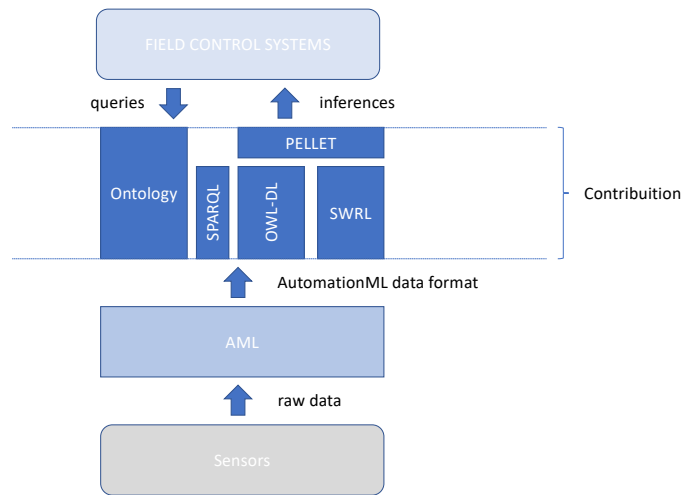 FIELD CONTROL SYSTEMS
queries
inferences
PELLET
Ontology
SPARQL
OWL-DL
SWRL
Contribuition
AutomationML data format
AML
raw data
Sensors